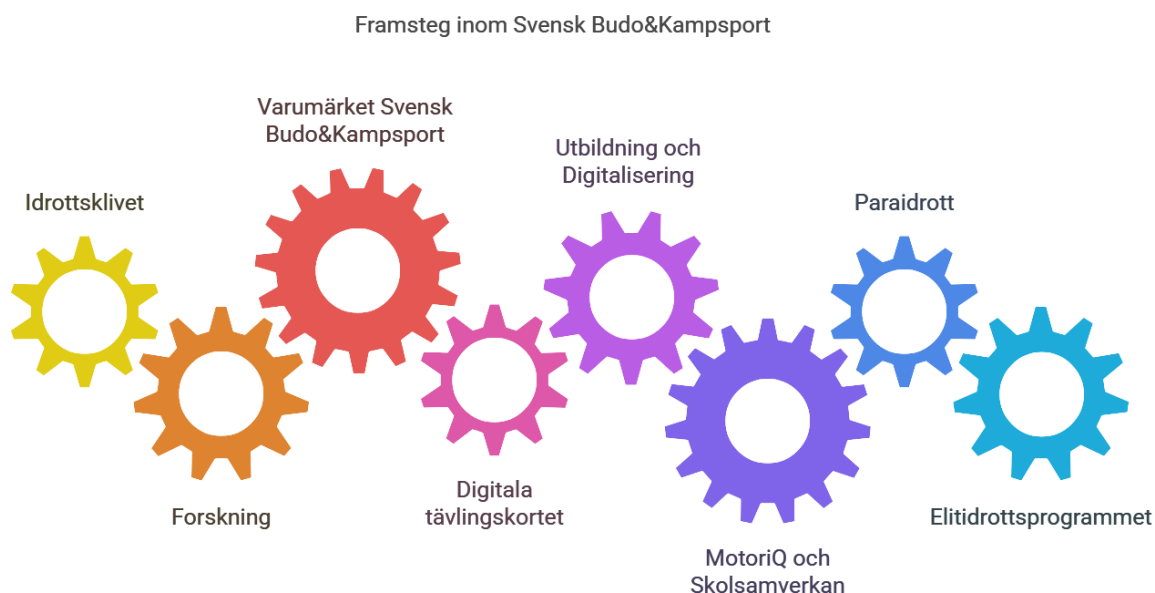 Framsteg inom Svensk Budo&Kampsport
Idrottsklivet
Forskning
Varumärket Svensk
Budo&Kampsport
Digitala
tävlingskortet
Utbildning och
Digitalisering
MotoriQ och
Skolsamverkan
Paraidrott
Elitidrottsprogrammet